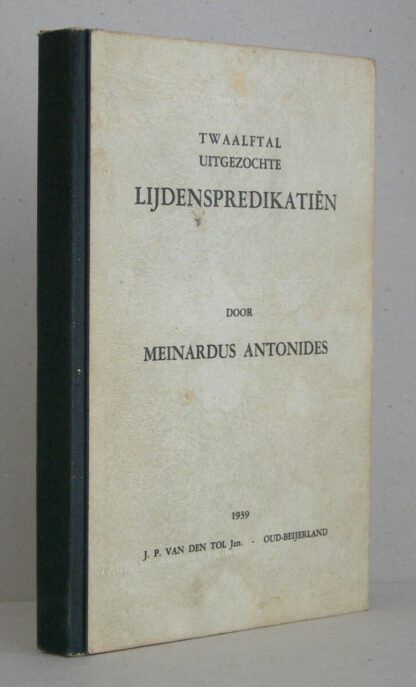 TWAALFTAL
UITGEZOCHTE
LIJDENSPREDIKATIËN
DOOR
MEINARDUS ANTONIDES
1939
J. P. VAN DEN TOL Jzn. - OUD-BEIJERLAND